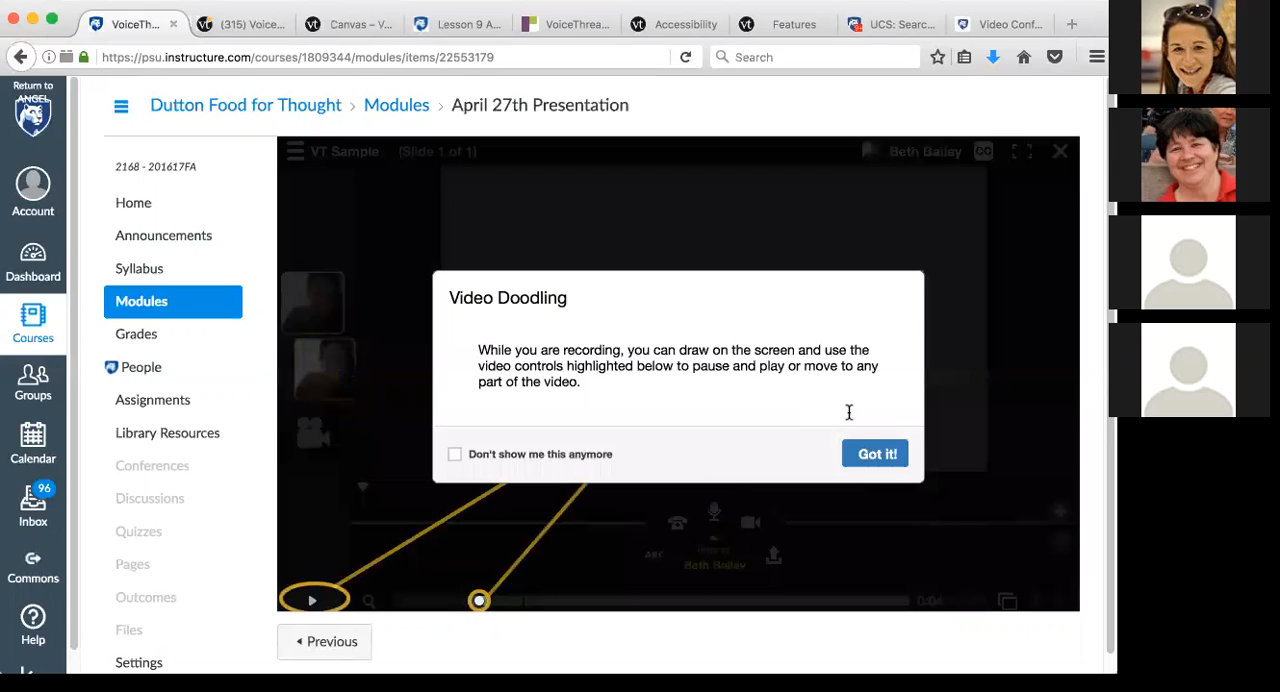 VoiceTh…
(315) Voice…
Canvas – V…
Lesson 9 A…
VoiceThrea…
Accessibility
Features
UCS: Searc…
Video Conf…
https://psu.instructure.com/courses/1809344/modules/items/22553179
Search
Return to
ANGEL
Account
Dashboard
Courses
Groups
Calendar
96
Inbox
Commons
Help
Dutton Food for Thought › Modules › April 27th Presentation
2168 - 201617FA
Home
Announcements
Syllabus
Modules
Grades
People
Assignments
Library Resources
Conferences
Discussions
Quizzes
Pages
Outcomes
Files
Settings
VT Sample (Slide 1 of 1)
Beth Bailey
CC
Video Doodling
While you are recording, you can draw on the screen and use the
video controls highlighted below to pause and play or move to any
part of the video.
Don't show me this anymore
Got it!
ABC
Beth Bailey
0:04
Previous